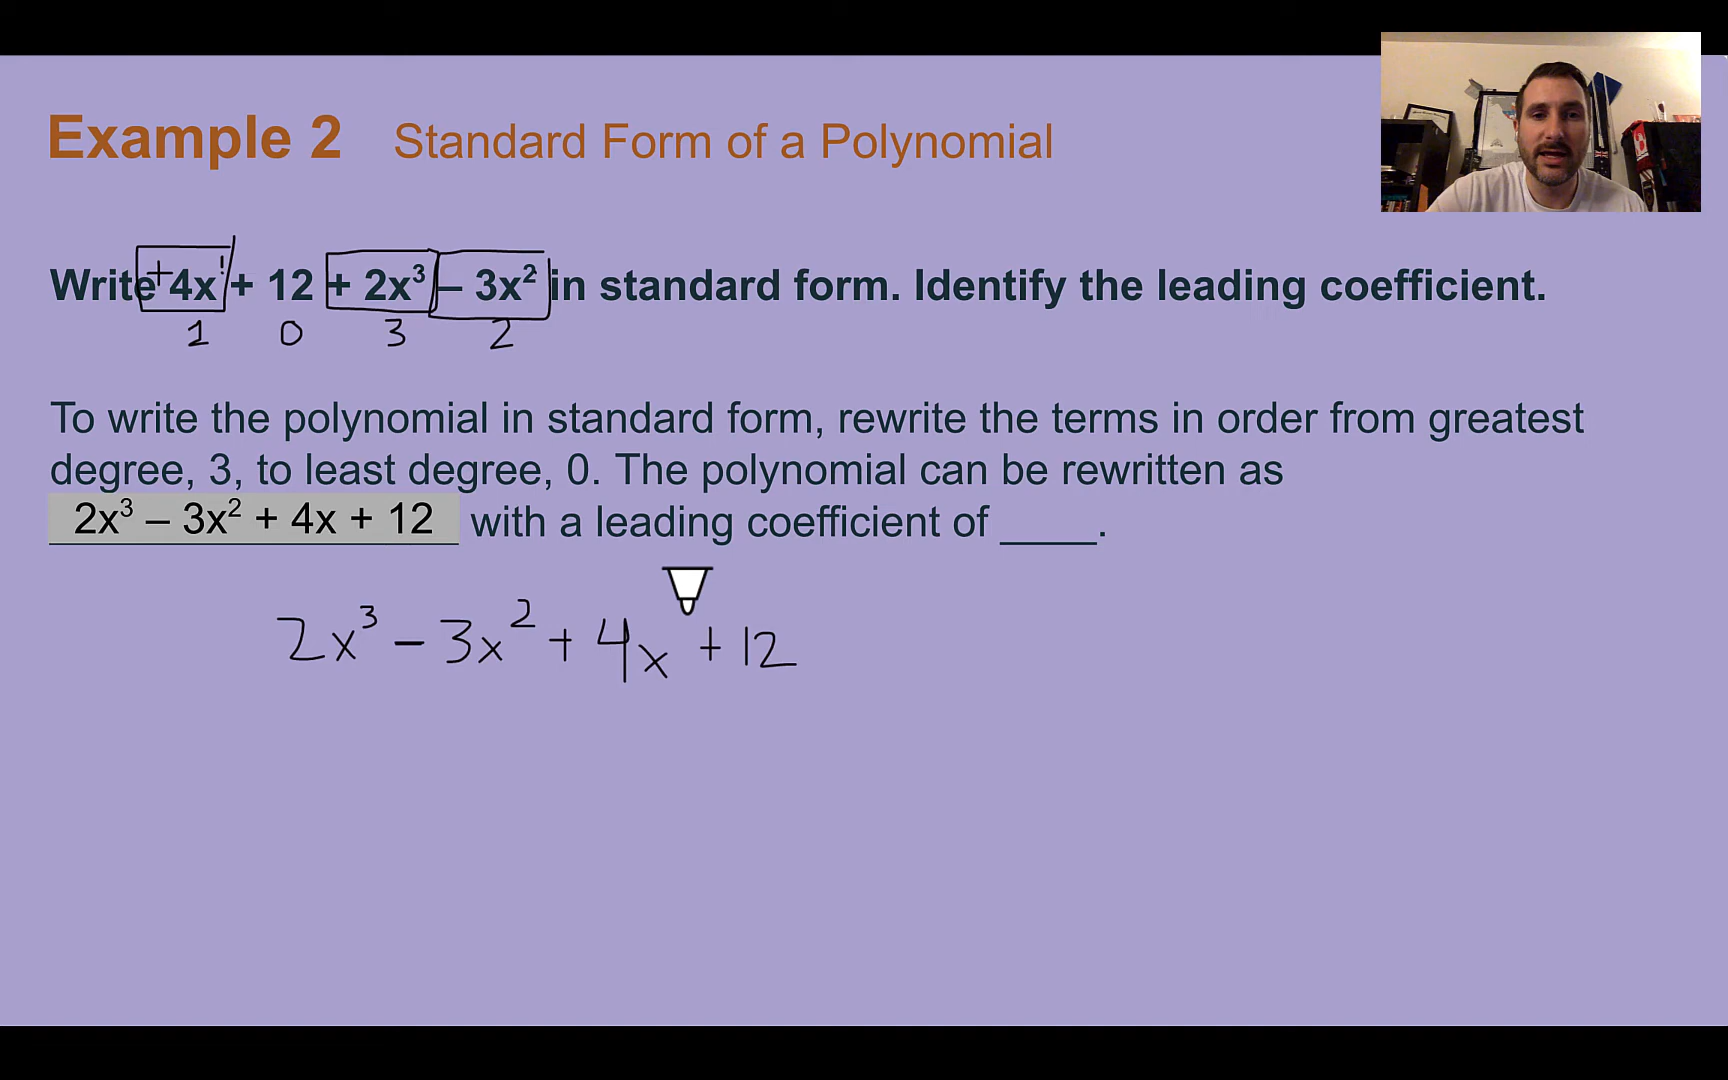 Example 2 Standard Form of a Polynomial
Write +4x¹ + 12 + 2x³ – 3x² in standard form. Identify the leading coefficient.
1 0 3 2
To write the polynomial in standard form, rewrite the terms in order from greatest
degree, 3, to least degree, 0. The polynomial can be rewritten as
2x³ – 3x² + 4x + 12 with a leading coefficient of ____.
2x³ – 3x² + 4x + 12